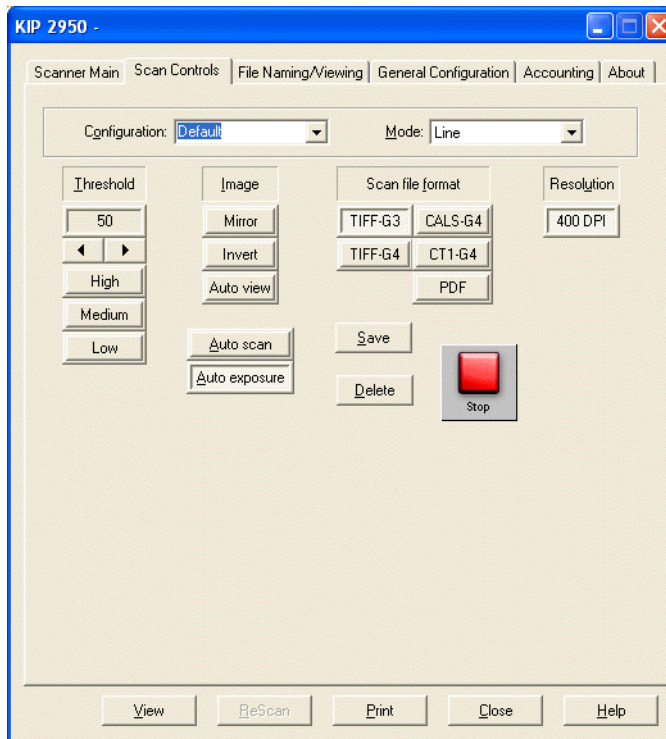 KIP 2950 -
Scanner Main Scan Controls File Naming/Viewing General Configuration Accounting About
Configuration: Default Mode: Line
Threshold Image Scan file format Resolution
50 Mirror TIFF-G3 CALS-G4 400 DPI
Invert TIFF-G4 CT1-G4
High Auto view PDF
Medium
Low Auto scan Save
Auto exposure Delete Stop
View ReScan Print Close Help